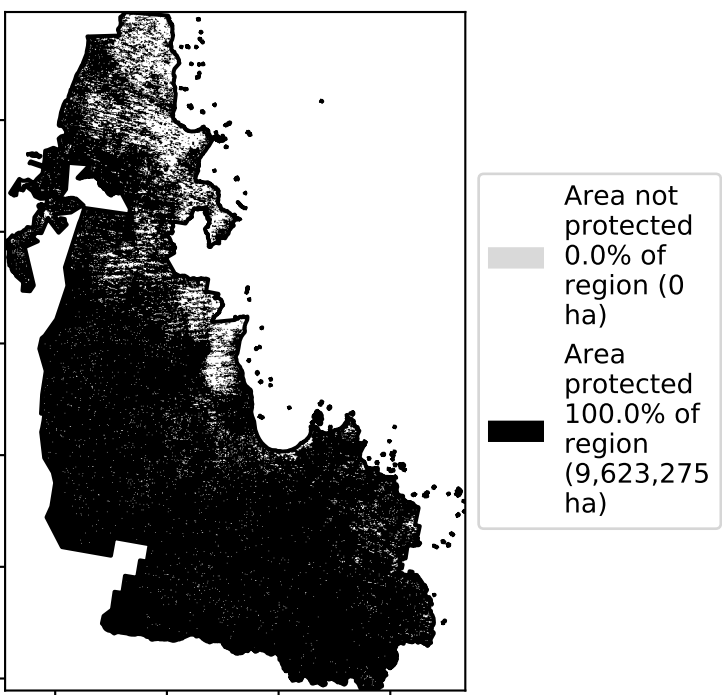 Area not
protected
0.0% of
region (0
ha)
Area
protected
100.0% of
region
(9,623,275
ha)